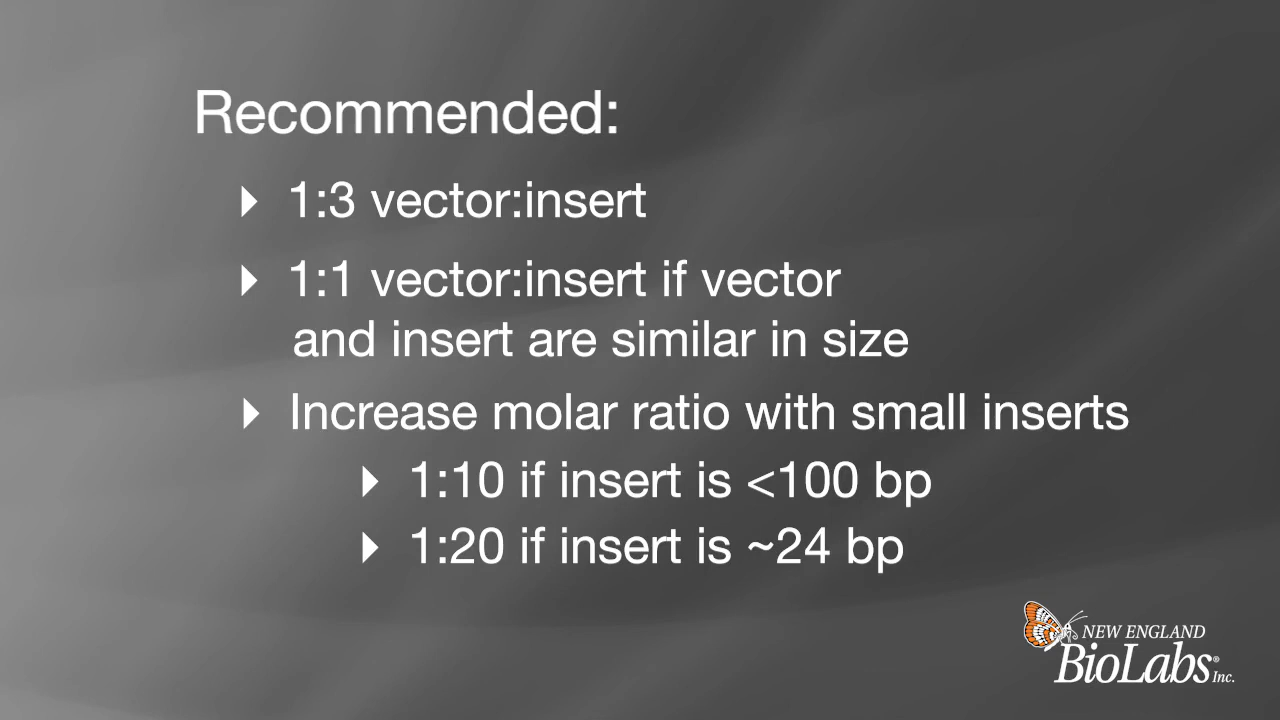 Recommended:
1:3 vector:insert
1:1 vector:insert if vector
and insert are similar in size
Increase molar ratio with small inserts
1:10 if insert is <100 bp
1:20 if insert is ~24 bp
NEW ENGLAND
BioLabs® Inc.